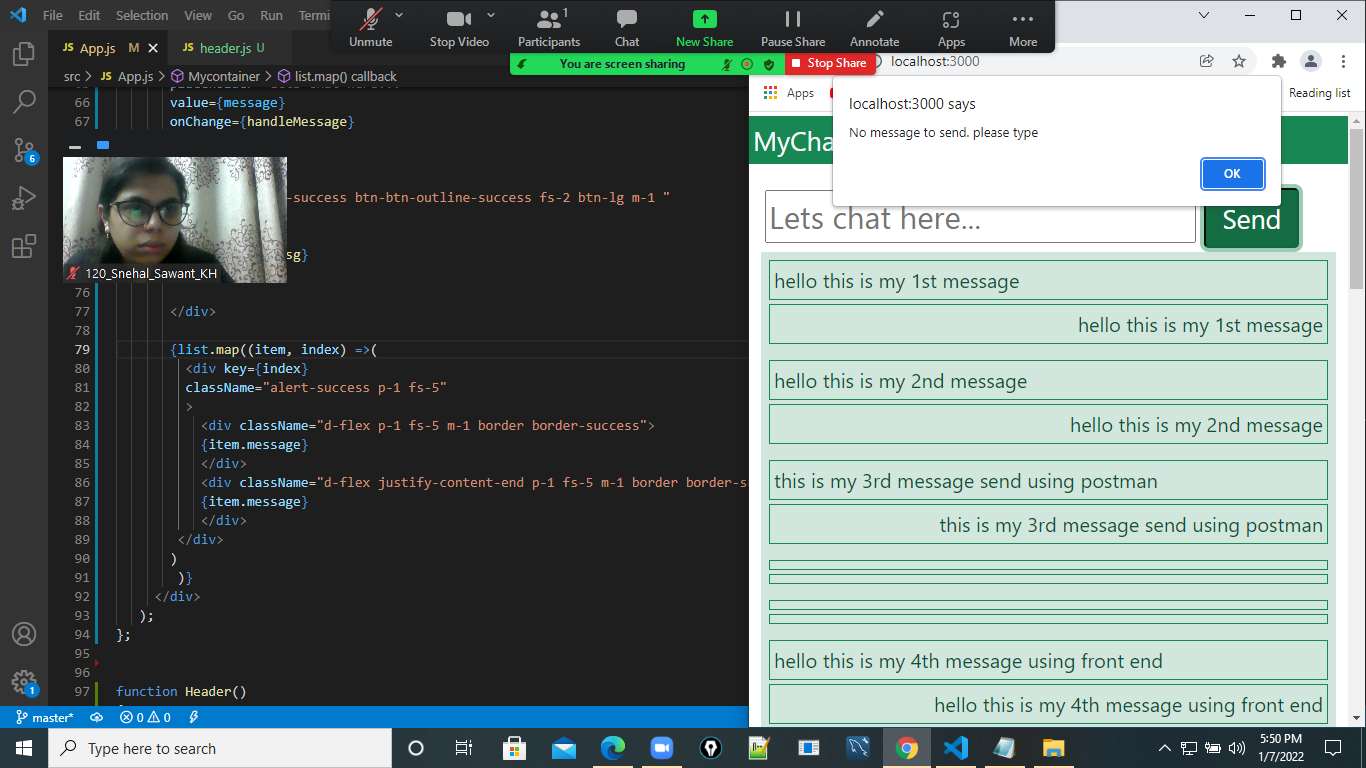 File Edit Selection View Go Run Termi
Unmute Stop Video Participants 1 Chat New Share Pause Share Annotate Apps More
JS App.js M JS header.js U
You are screen sharing Stop Share
localhost:3000
src > JS App.js > Mycontainer > list.map() callback
Apps Reading list
66 value={message}
67 onChange={handleMessage}
-success btn-btn-outline-success fs-2 btn-lg m-1 "
sg}
120_Snehal_Sawant_KH
76
77 </div>
78
79 {list.map((item, index) =>(
80 <div key={index}
81 className="alert-success p-1 fs-5"
82 >
83 <div className="d-flex p-1 fs-5 m-1 border border-success">
84 {item.message}
85 </div>
86 <div className="d-flex justify-content-end p-1 fs-5 m-1 border border-s
87 {item.message}
88 </div>
89 </div>
90 )
91 )}
92 </div>
93 );
94 };
95
96
97 function Header()
6
1
master* 0 0
localhost:3000 says
No message to send. please type
OK
MyCha
Lets chat here...
Send
hello this is my 1st message
hello this is my 1st message
hello this is my 2nd message
hello this is my 2nd message
this is my 3rd message send using postman
this is my 3rd message send using postman
hello this is my 4th message using front end
hello this is my 4th message using front end
Type here to search
5:50 PM
1/7/2022